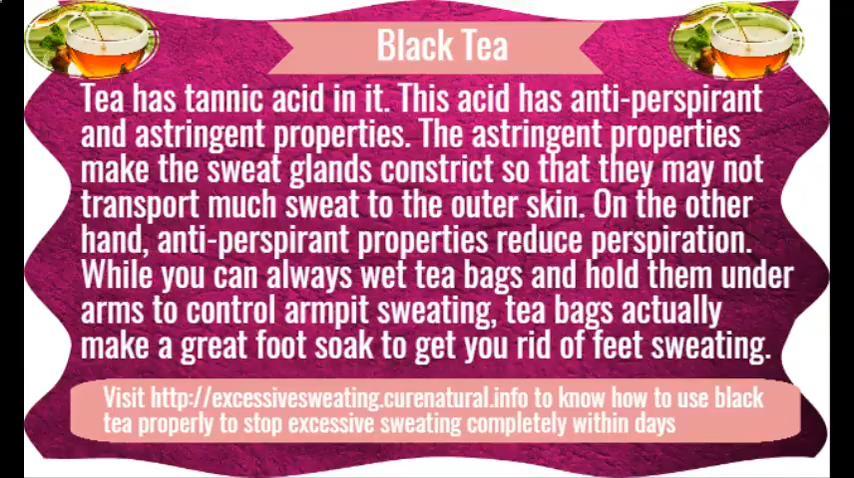 Black Tea
Tea has tannic acid in it. This acid has anti-perspirant
and astringent properties. The astringent properties
make the sweat glands constrict so that they may not
transport much sweat to the outer skin. On the other
hand, anti-perspirant properties reduce perspiration.
While you can always wet tea bags and hold them under
arms to control armpit sweating, tea bags actually
make a great foot soak to get you rid of feet sweating.
Visit http://excessivesweating.curenatural.info to know how to use black
tea properly to stop excessive sweating completely within days